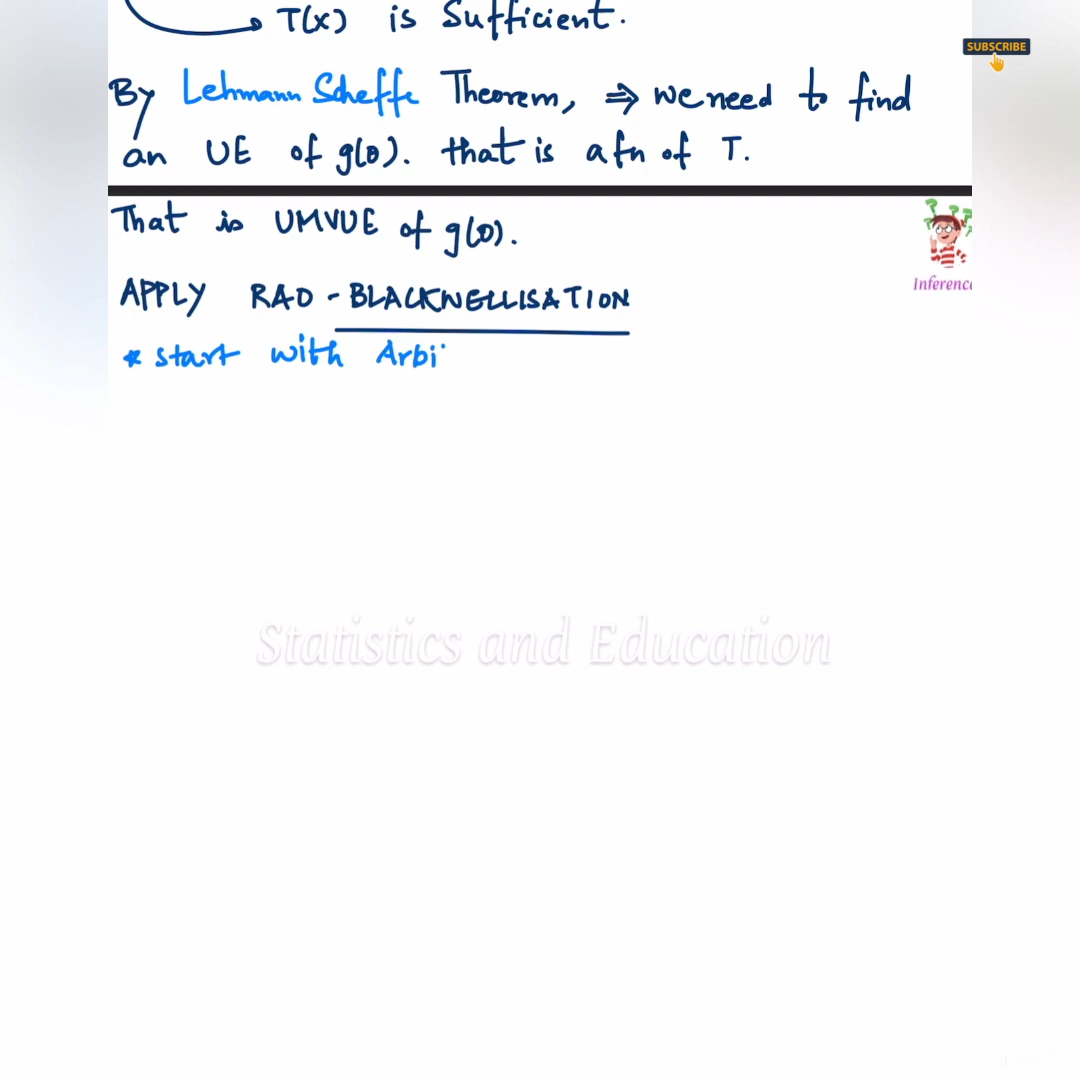 T(x) is Sufficient.
SUBSCRIBE
By Lehmann Scheffe Theorem, ⇒ we need to find
an UE of g(θ). that is a fn of T.
That is UMVUE of g(θ).
Inference
APPLY RAO-BLACKWELLISATION
* start with Arbi
Statistics and Education